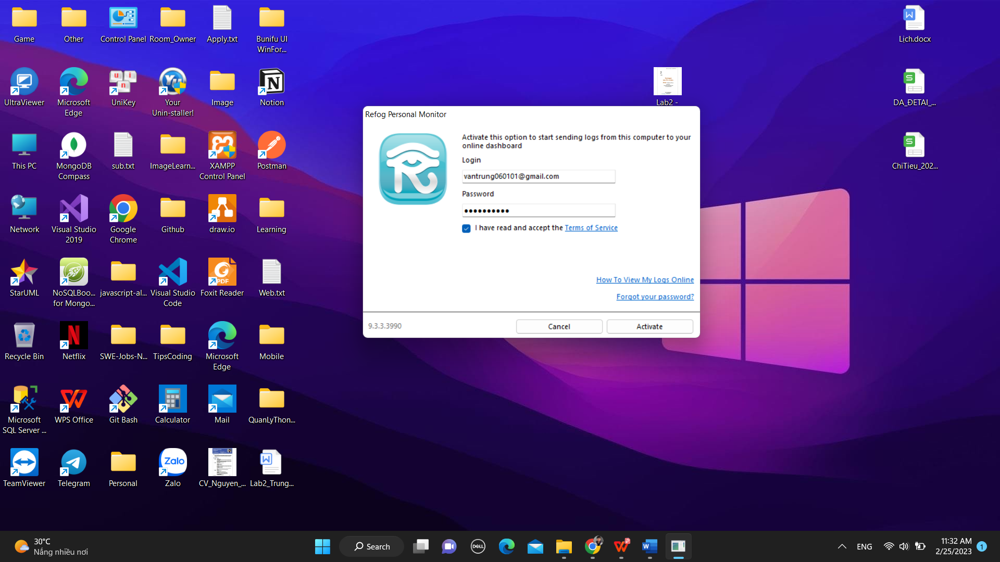 Game
Other
Control Panel
Room_Owner
Apply.txt
Bunifu UI
WinFor...
Lịch.docx
UltraViewer
Microsoft
Edge
UniKey
Your
Unin-staller!
Image
Notion
Lab2 -
DA_ĐETAI_...
This PC
MongoDB
Compass
sub.txt
ImageLearn...
XAMPP
Control Panel
Postman
ChiTieu_202...
Network
Visual Studio
2019
Google
Chrome
Github
draw.io
Learning
StarUML
NoSQLBoo...
for Mongo...
javascript-al...
Visual Studio
Code
Foxit Reader
Web.txt
Recycle Bin
Netflix
SWE-Jobs-N...
TipsCoding
Microsoft
Edge
Mobile
Microsoft
SQL Server ...
WPS Office
Git Bash
Calculator
Mail
QuanLyThon...
TeamViewer
Telegram
Personal
Zalo
Zalo
CV_Nguyen_...
Lab2_Trung...
Refog Personal Monitor
Activate this option to start sending logs from this computer to your
online dashboard
Login
vantrung060101@gmail.com
Password
●●●●●●●●●●
I have read and accept the Terms of Service
How To View My Logs Online
Forgot your password?
9.3.3.3990
Cancel
Activate
30°C
Nắng nhiều nơi
Search
DELL
ENG
11:32 AM
2/25/2023
1